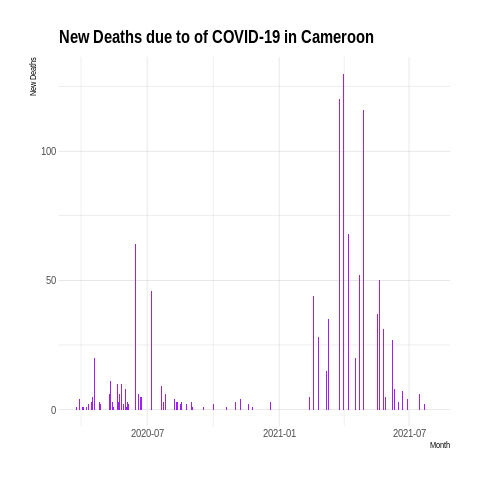 New Deaths due to of COVID-19 in Cameroon
New Deaths
100
50
0
2020-07
2021-01
2021-07
Month